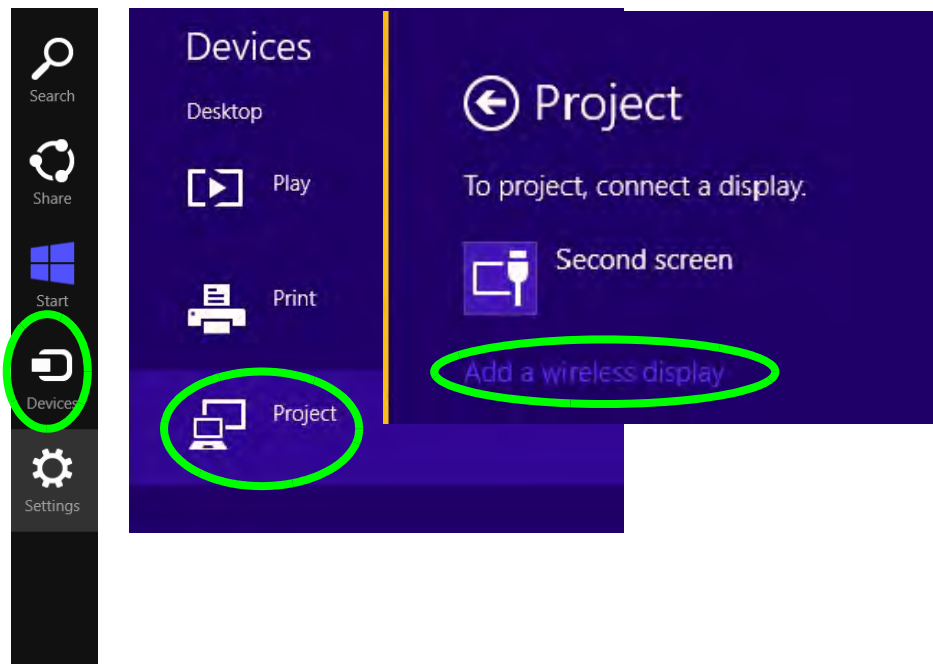 Search
Share
Start
Devices
Settings
Devices
Desktop
Play
Print
Project
Project
To project, connect a display.
Second screen
Add a wireless display